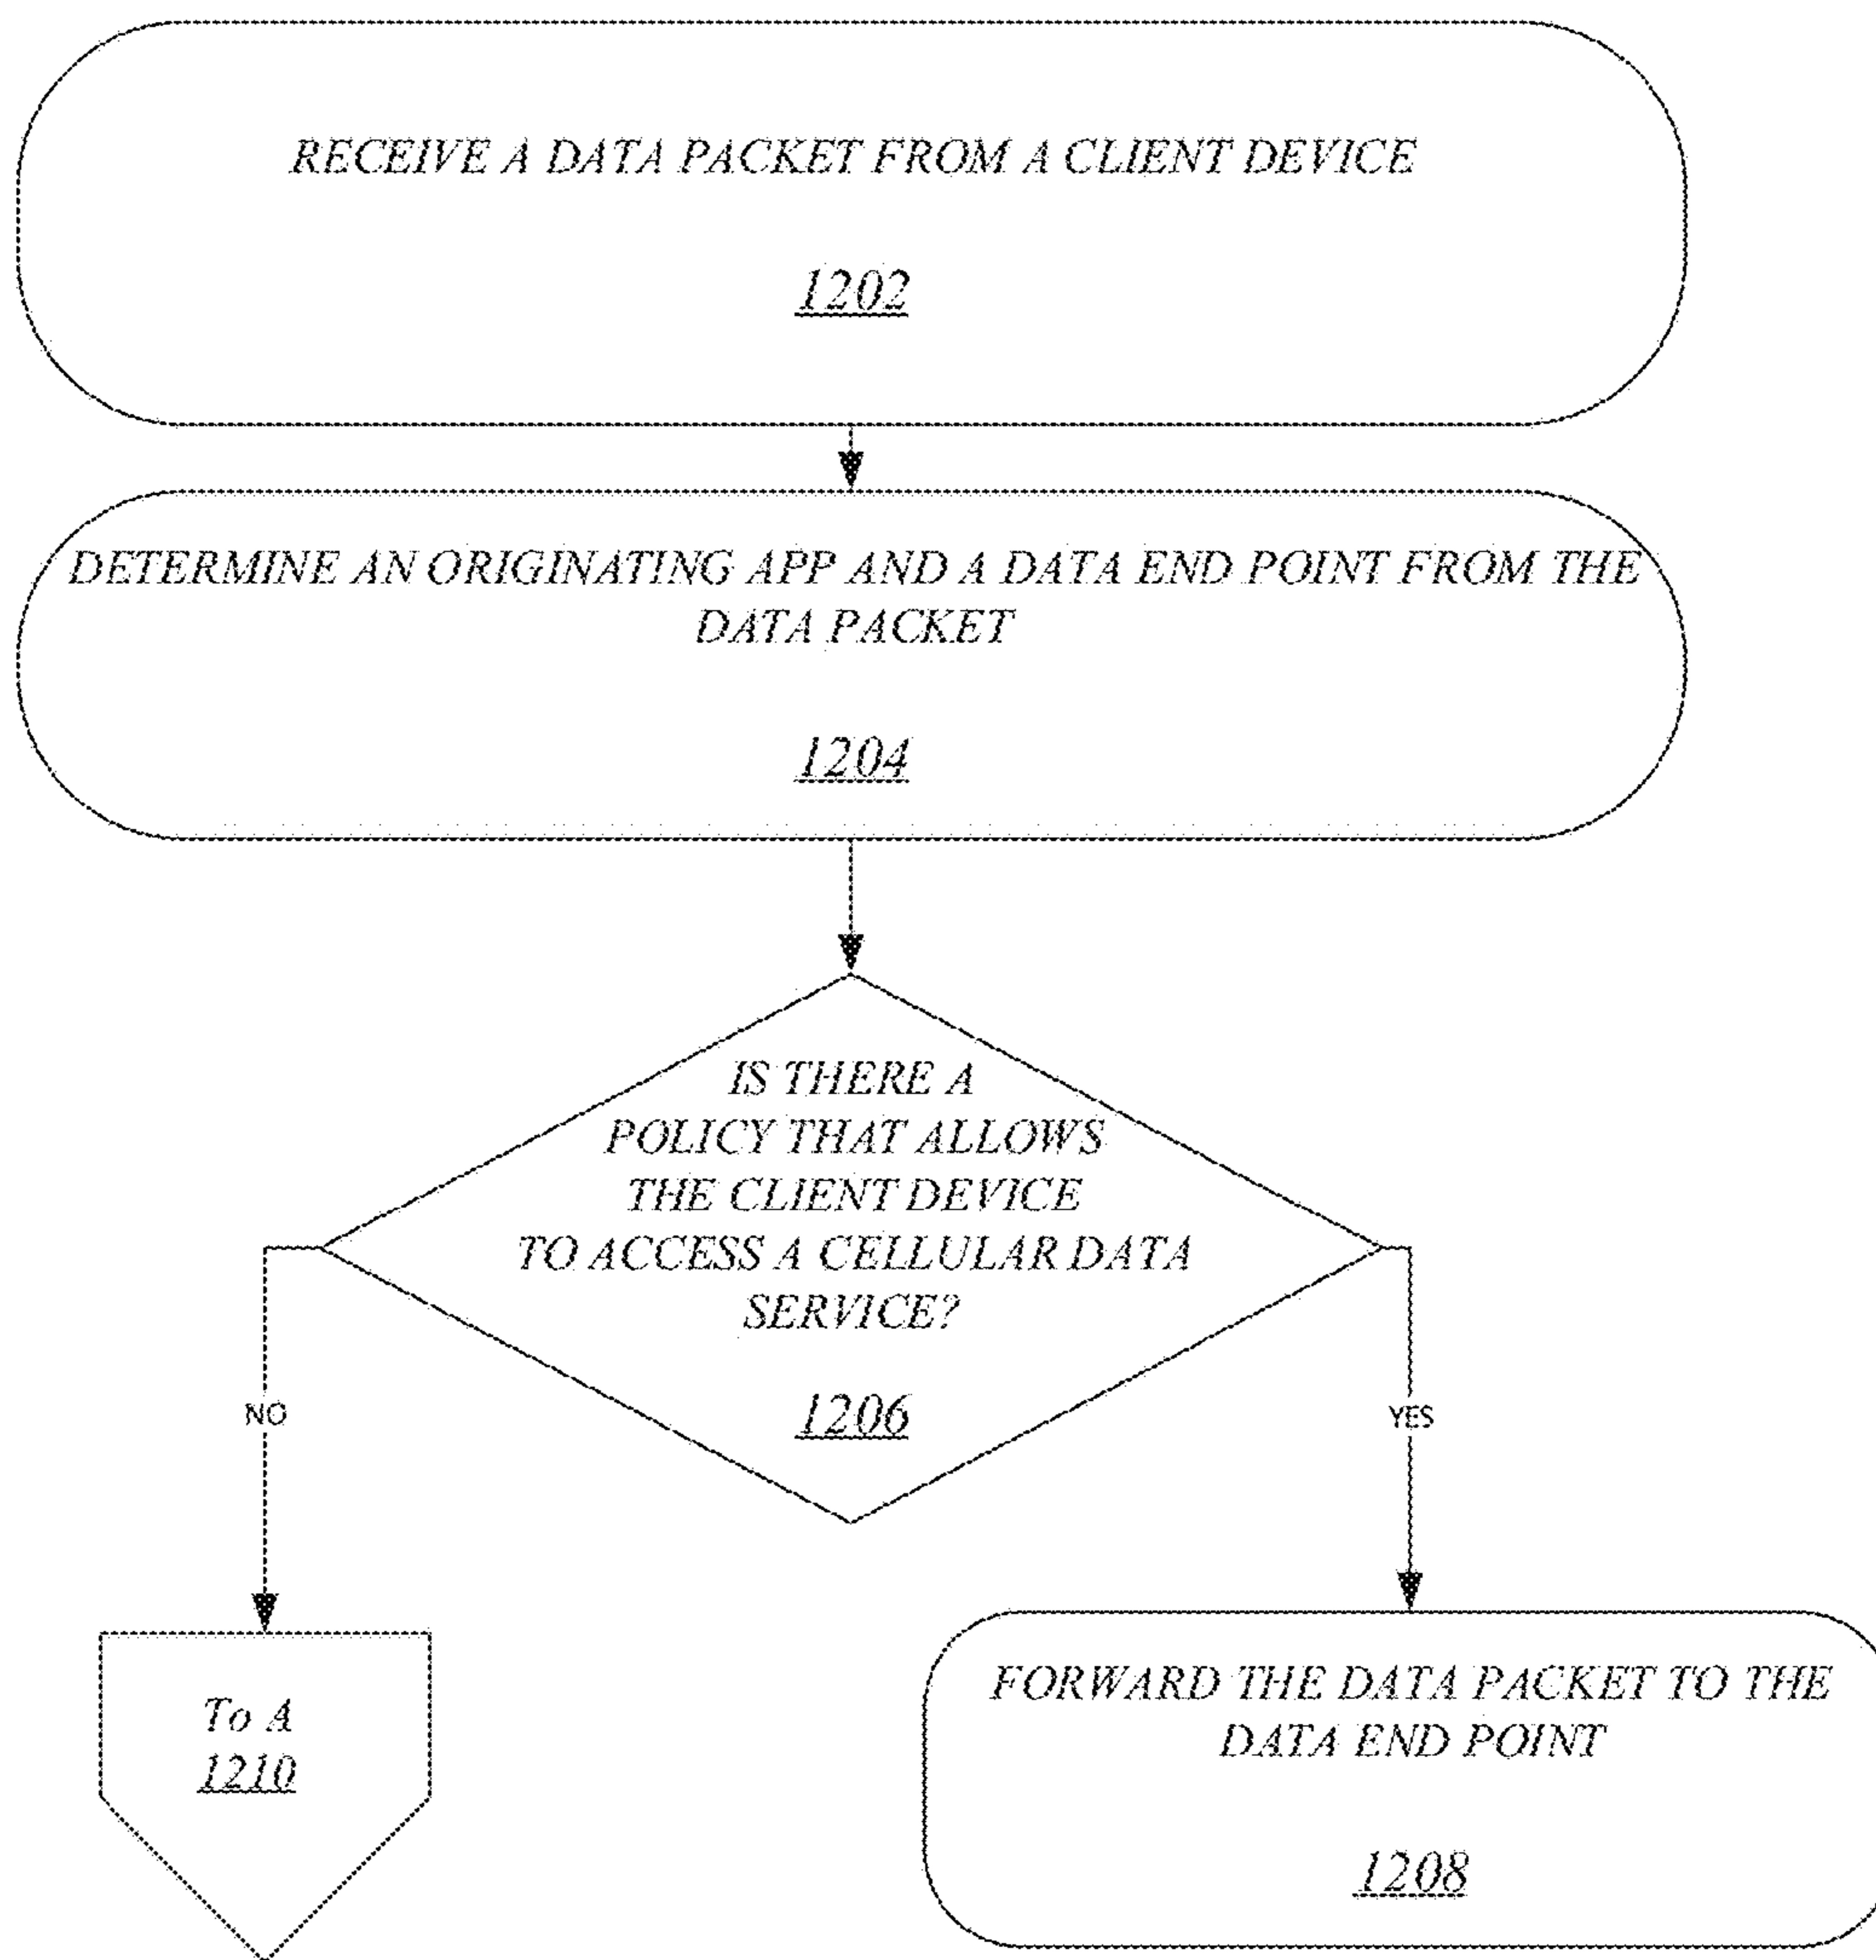 RECEIVE A DATA PACKET FROM A CLIENT DEVICE
1202
DETERMINE AN ORIGINATING APP AND A DATA END POINT FROM THE
DATA PACKET
1204
IS THERE A
POLICY THAT ALLOWS
THE CLIENT DEVICE
TO ACCESS A CELLULAR DATA
SERVICE?
1206
NO
YES
To A
1210
FORWARD THE DATA PACKET TO THE
DATA END POINT
1208